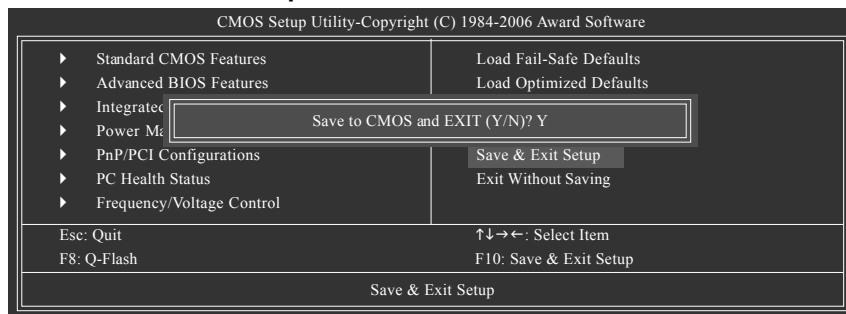 CMOS Setup Utility-Copyright (C) 1984-2006 Award Software
Standard CMOS Features
Advanced BIOS Features
Integrated
Power Ma
PnP/PCI Configurations
PC Health Status
Frequency/Voltage Control
Load Fail-Safe Defaults
Load Optimized Defaults
Save to CMOS and EXIT (Y/N)? Y
Save & Exit Setup
Exit Without Saving
Esc: Quit
↑↓→←: Select Item
F8: Q-Flash
F10: Save & Exit Setup
Save & Exit Setup